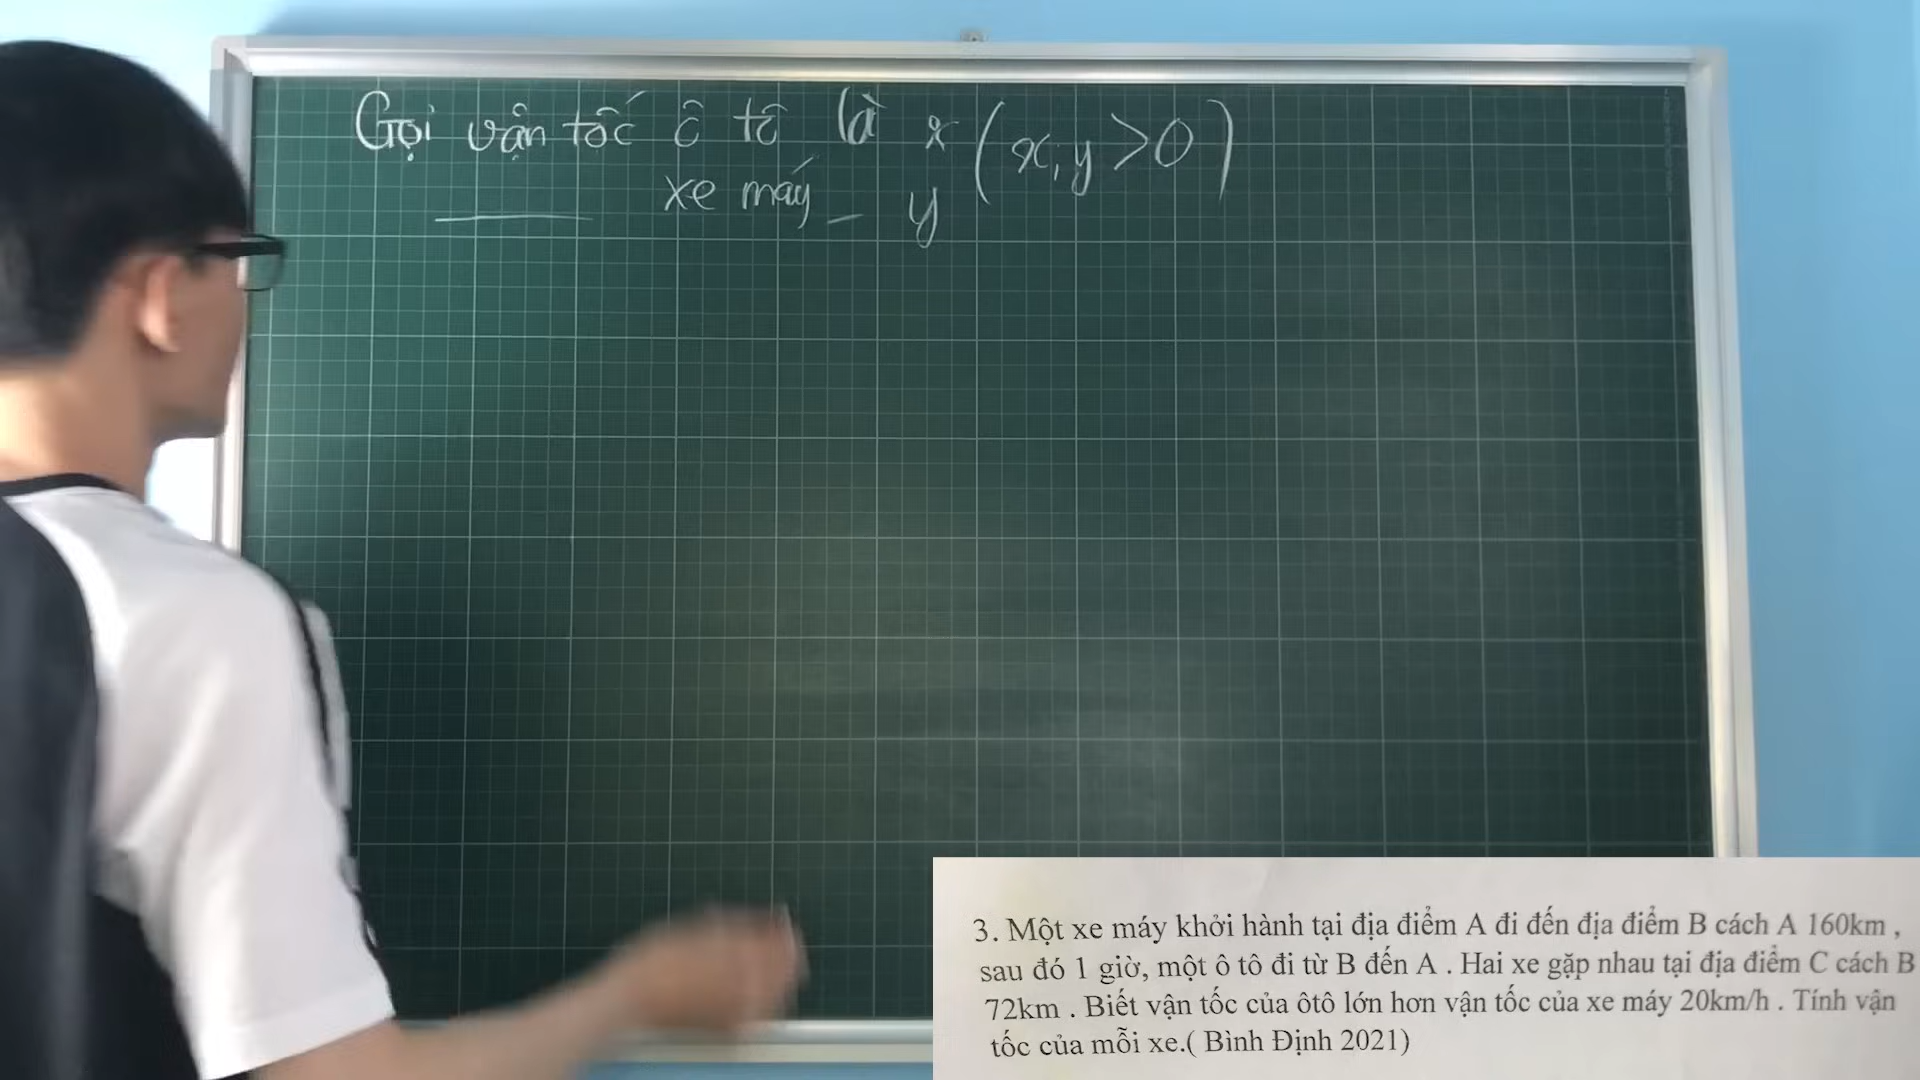 Gọi vận tốc ô tô là x (x,y > 0)
xe máy _ y
3. Một xe máy khởi hành tại địa điểm A đi đến địa điểm B cách A 160km ,
sau đó 1 giờ, một ô tô đi từ B đến A . Hai xe gặp nhau tại địa điểm C cách B
72km . Biết vận tốc của ôtô lớn hơn vận tốc của xe máy 20km/h . Tính vận
tốc của mỗi xe.( Bình Định 2021)